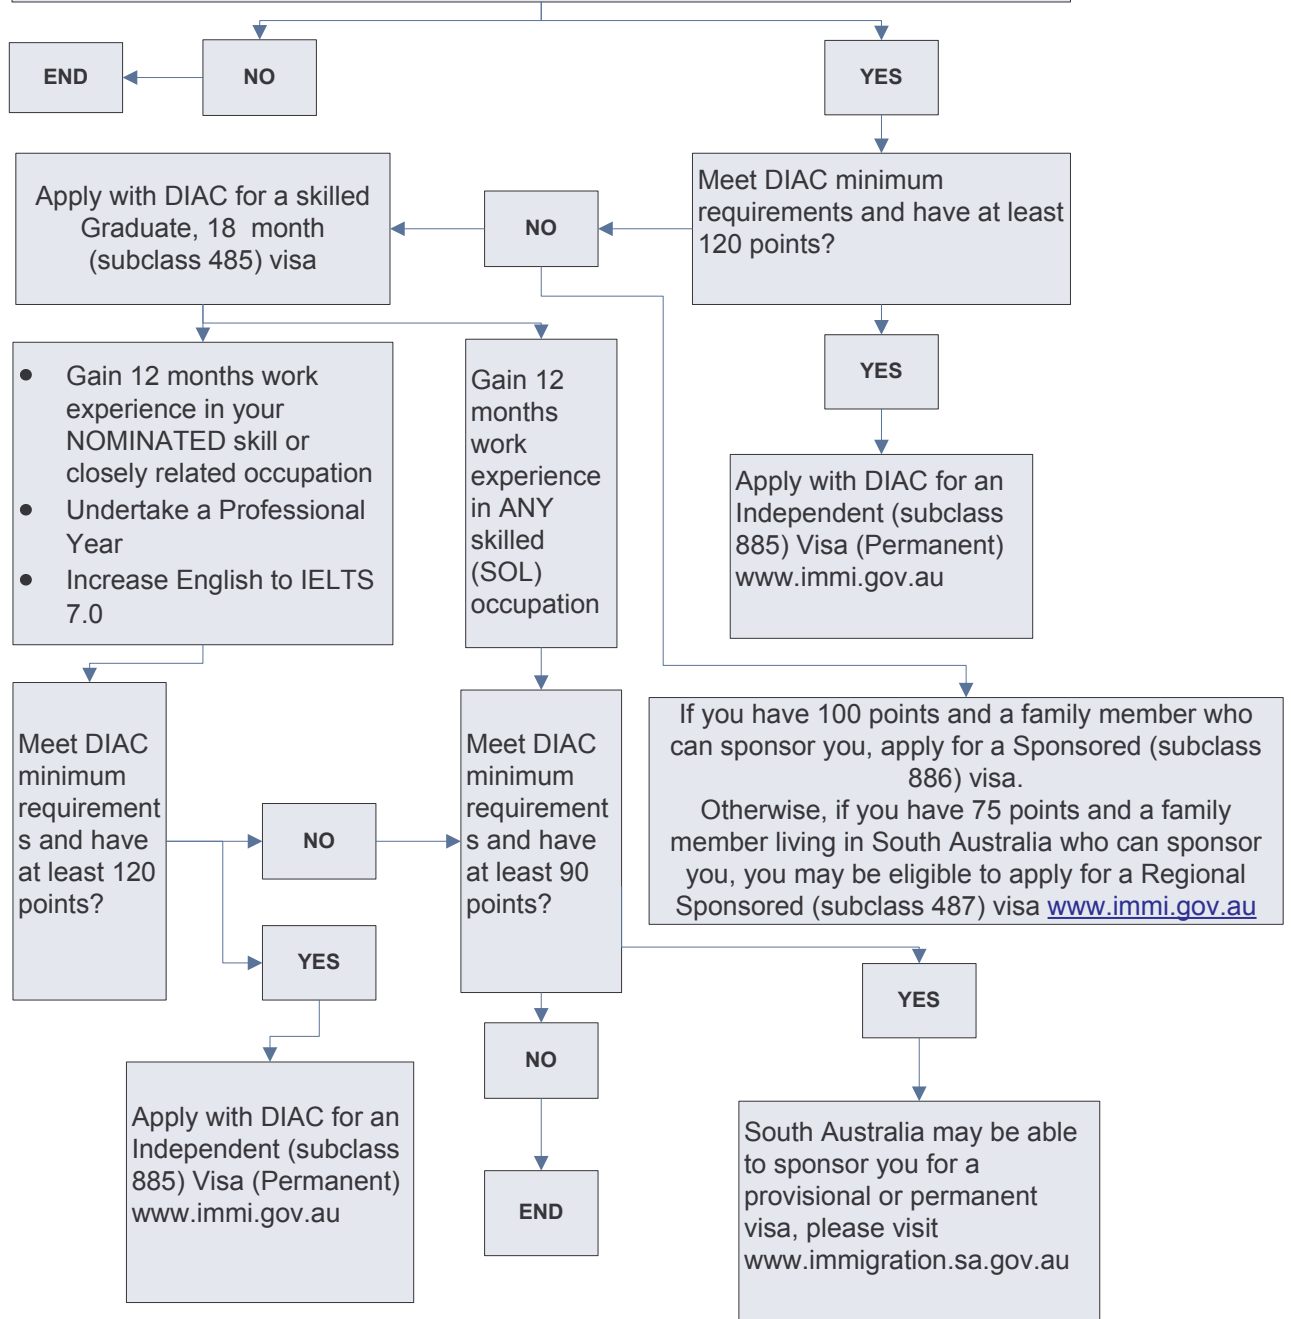 END
NO
YES
Apply with DIAC for a skilled
Graduate, 18 month
(subclass 485) visa
NO
Meet DIAC minimum
requirements and have at least
120 points?
YES
• Gain 12 months work
experience in your
NOMINATED skill or
closely related occupation
• Undertake a Professional
Year
• Increase English to IELTS
7.0
Gain 12
months
work
experience
in ANY
skilled
(SOL)
occupation
Apply with DIAC for an
Independent (subclass
885) Visa (Permanent)
www.immi.gov.au
Meet DIAC
minimum
requirement
s and have
at least 120
points?
NO
YES
Meet DIAC
minimum
requirement
s and have
at least 90
points?
If you have 100 points and a family member who
can sponsor you, apply for a Sponsored (subclass
886) visa.
Otherwise, if you have 75 points and a family
member living in South Australia who can sponsor
you, you may be eligible to apply for a Regional
Sponsored (subclass 487) visa www.immi.gov.au
YES
NO
Apply with DIAC for an
Independent (subclass
885) Visa (Permanent)
www.immi.gov.au
END
South Australia may be able
to sponsor you for a
provisional or permanent
visa, please visit
www.immigration.sa.gov.au